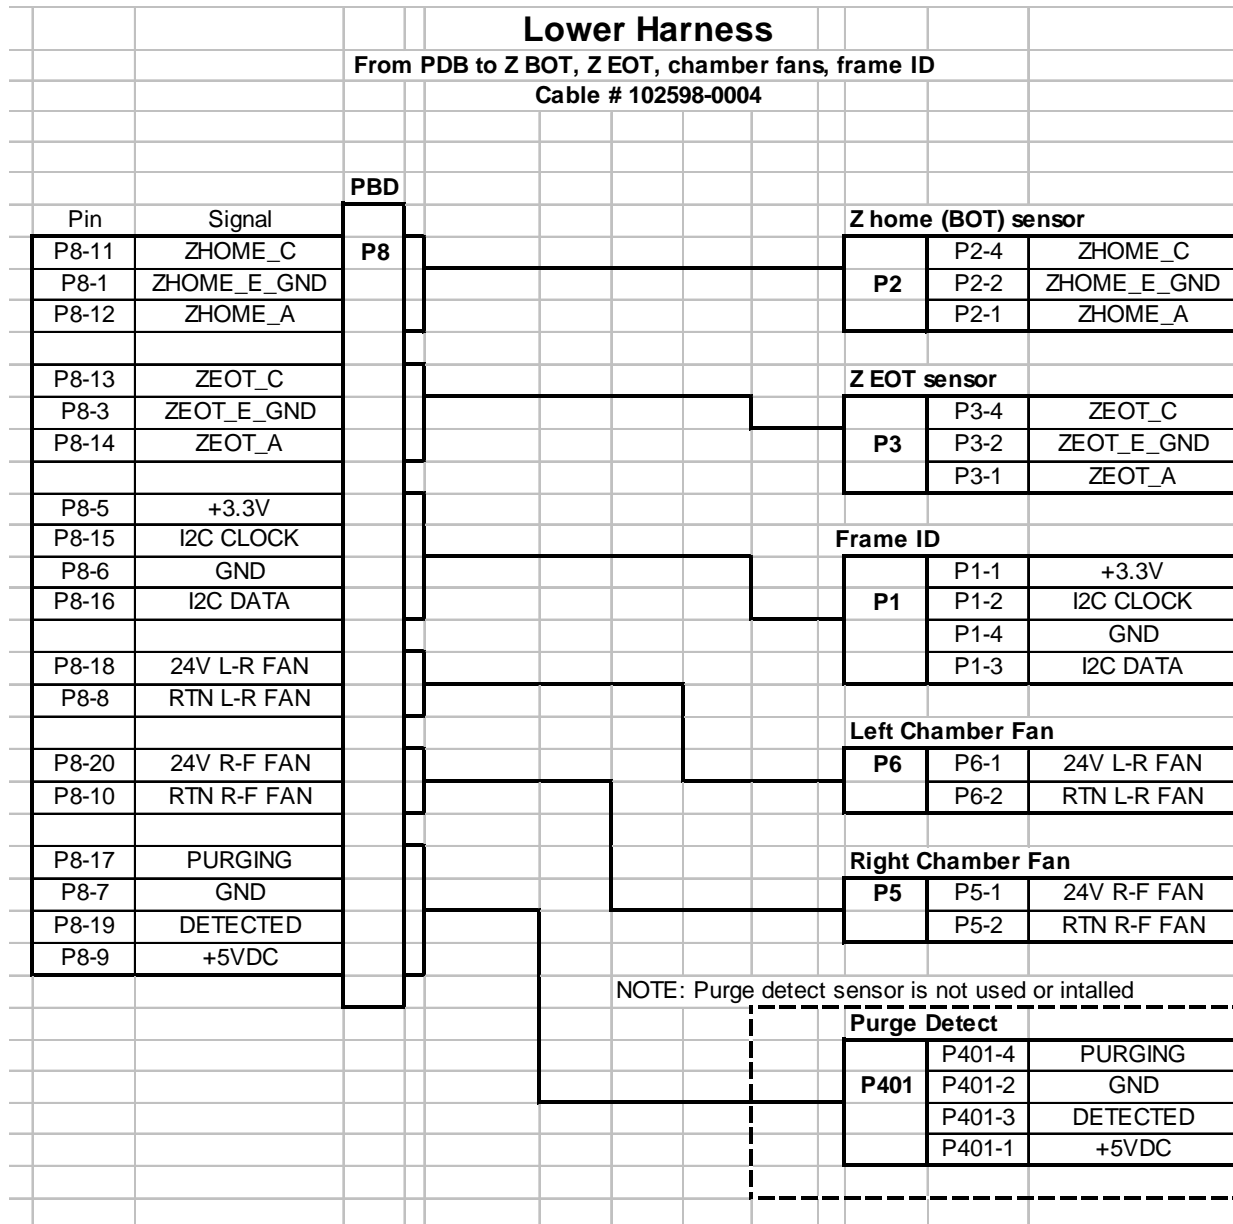 Lower Harness
From PDB to Z BOT, Z EOT, chamber fans, frame ID
Cable # 102598-0004
PBD
Pin Signal
P8-11 ZHOME_C P8
P8-1 ZHOME_E_GND
P8-12 ZHOME_A
P8-13 ZEOT_C
P8-3 ZEOT_E_GND
P8-14 ZEOT_A
P8-5 +3.3V
P8-15 I2C CLOCK
P8-6 GND
P8-16 I2C DATA
P8-18 24V L-R FAN
P8-8 RTN L-R FAN
P8-20 24V R-F FAN
P8-10 RTN R-F FAN
P8-17 PURGING
P8-7 GND
P8-19 DETECTED
P8-9 +5VDC
Z home (BOT) sensor
P2-4 ZHOME_C
P2 P2-2 ZHOME_E_GND
P2-1 ZHOME_A
Z EOT sensor
P3-4 ZEOT_C
P3 P3-2 ZEOT_E_GND
P3-1 ZEOT_A
Frame ID
P1-1 +3.3V
P1 P1-2 I2C CLOCK
P1-4 GND
P1-3 I2C DATA
Left Chamber Fan
P6 P6-1 24V L-R FAN
P6-2 RTN L-R FAN
Right Chamber Fan
P5 P5-1 24V R-F FAN
P5-2 RTN R-F FAN
NOTE: Purge detect sensor is not used or intalled
Purge Detect
P401-4 PURGING
P401 P401-2 GND
P401-3 DETECTED
P401-1 +5VDC